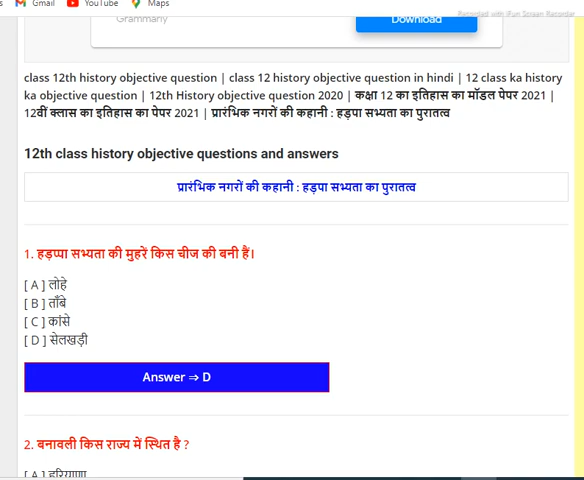 Gmail
YouTube
Maps
Recorded with iFun Screen Recorder
Grammarly
Download
class 12th history objective question | class 12 history objective question in hindi | 12 class ka history
ka objective question | 12th History objective question 2020 | कक्षा 12 का इतिहास का मॉडल पेपर 2021 |
12वीं क्लास का इतिहास का पेपर 2021 | प्रारंभिक नगरों की कहानी : हड़पा सभ्यता का पुरातत्व
12th class history objective questions and answers
प्रारंभिक नगरों की कहानी : हड़पा सभ्यता का पुरातत्व
1. हड़प्पा सभ्यता की मुहरें किस चीज की बनी हैं।
[ A ] लोहे
[ B ] ताँबे
[ C ] कांसे
[ D ] सेलखड़ी
Answer ⇒ D
2. बनावली किस राज्य में स्थित है ?
[ A ] हरियाणा